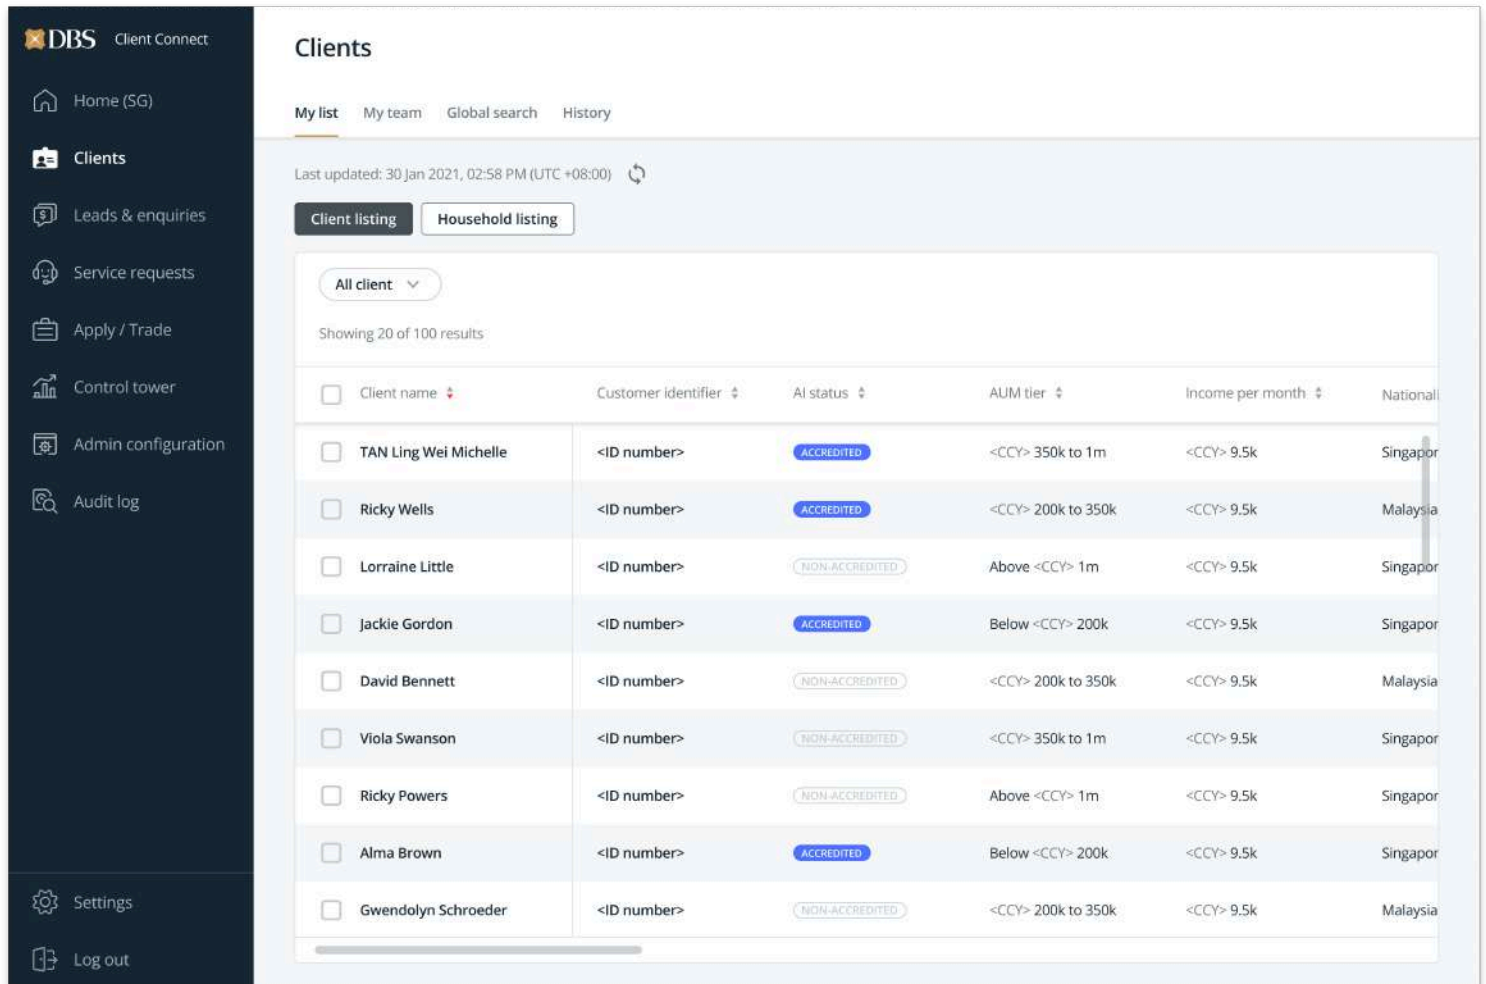 DBS Client Connect
Home (SG)
Clients
Leads & enquiries
Service requests
Apply / Trade
Control tower
Admin configuration
Audit log
Settings
Log out
Clients
My list My team Global search History
Last updated: 30 Jan 2021, 02:58 PM (UTC +08:00)
Client listing Household listing
All client
Showing 20 of 100 results
Client name Customer identifier AI status AUM tier Income per month Nationali
TAN Ling Wei Michelle <ID number> ACCREDITED <CCY> 350k to 1m <CCY> 9.5k Singapor
Ricky Wells <ID number> ACCREDITED <CCY> 200k to 350k <CCY> 9.5k Malaysia
Lorraine Little <ID number> NON-ACCREDITED Above <CCY> 1m <CCY> 9.5k Singapor
Jackie Gordon <ID number> ACCREDITED Below <CCY> 200k <CCY> 9.5k Singapor
David Bennett <ID number> NON-ACCREDITED <CCY> 200k to 350k <CCY> 9.5k Malaysia
Viola Swanson <ID number> NON-ACCREDITED <CCY> 350k to 1m <CCY> 9.5k Singapor
Ricky Powers <ID number> NON-ACCREDITED Above <CCY> 1m <CCY> 9.5k Singapor
Alma Brown <ID number> ACCREDITED Below <CCY> 200k <CCY> 9.5k Singapor
Gwendolyn Schroeder <ID number> NON-ACCREDITED <CCY> 200k to 350k <CCY> 9.5k Malaysia